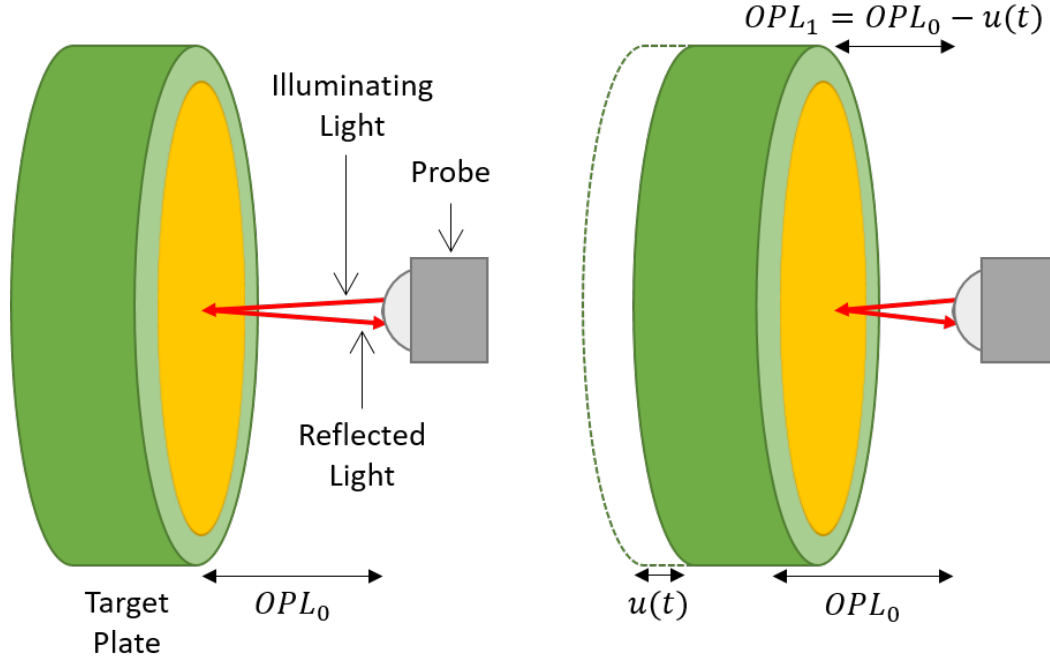 Illuminating
Light
Probe
Reflected
Light
OPL₀
Target
Plate
OPL₁ = OPL₀ − u(t)
u(t)
OPL₀